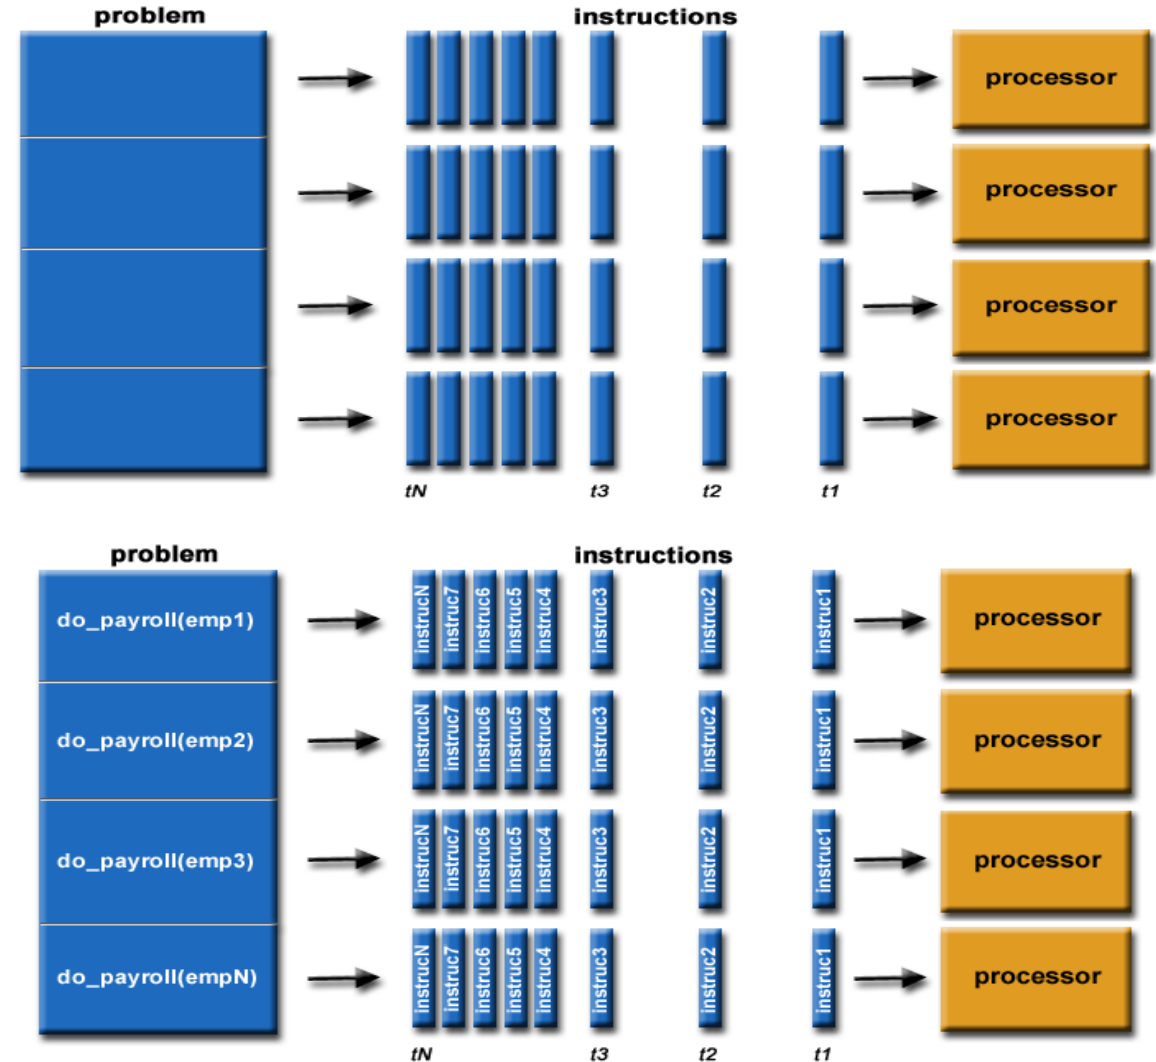 problem
instructions
processor
processor
processor
processor
tN t3 t2 t1
problem
instructions
do_payroll(emp1)
instrucN instruc7 instruc6 instruc5 instruc4 instruc3 instruc2 instruc1
processor
do_payroll(emp2)
instrucN instruc7 instruc6 instruc5 instruc4 instruc3 instruc2 instruc1
processor
do_payroll(emp3)
instrucN instruc7 instruc6 instruc5 instruc4 instruc3 instruc2 instruc1
processor
do_payroll(empN)
instrucN instruc7 instruc6 instruc5 instruc4 instruc3 instruc2 instruc1
processor
tN t3 t2 t1